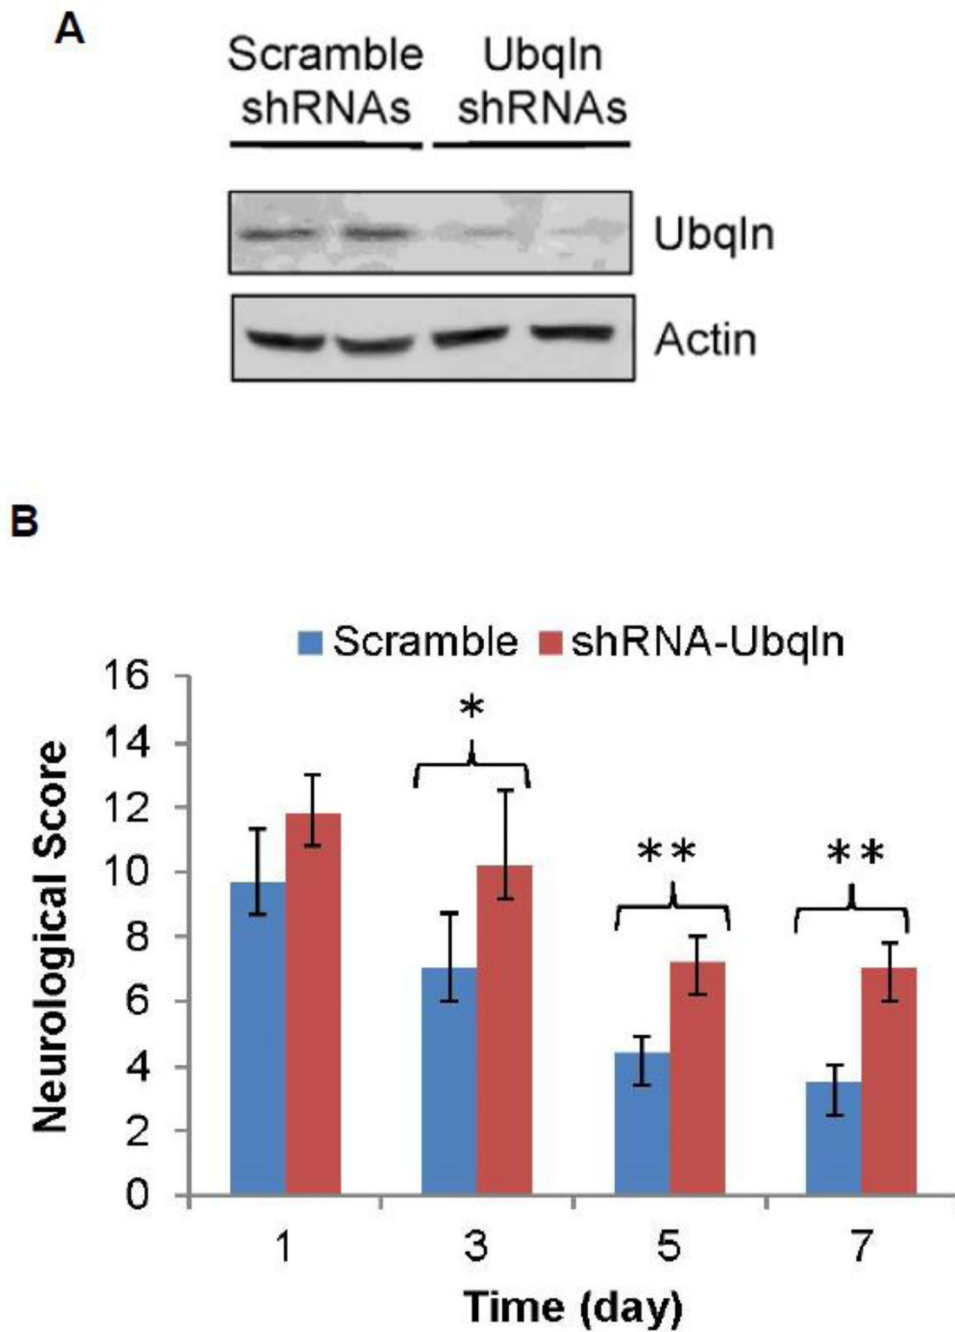 A
Scramble Ubqln
shRNAs shRNAs
Ubqln
Actin
B
Scramble shRNA-Ubqln
16
14
12
10
8
6
4
2
0
Neurological Score
*
**
**
1 3 5 7
Time (day)